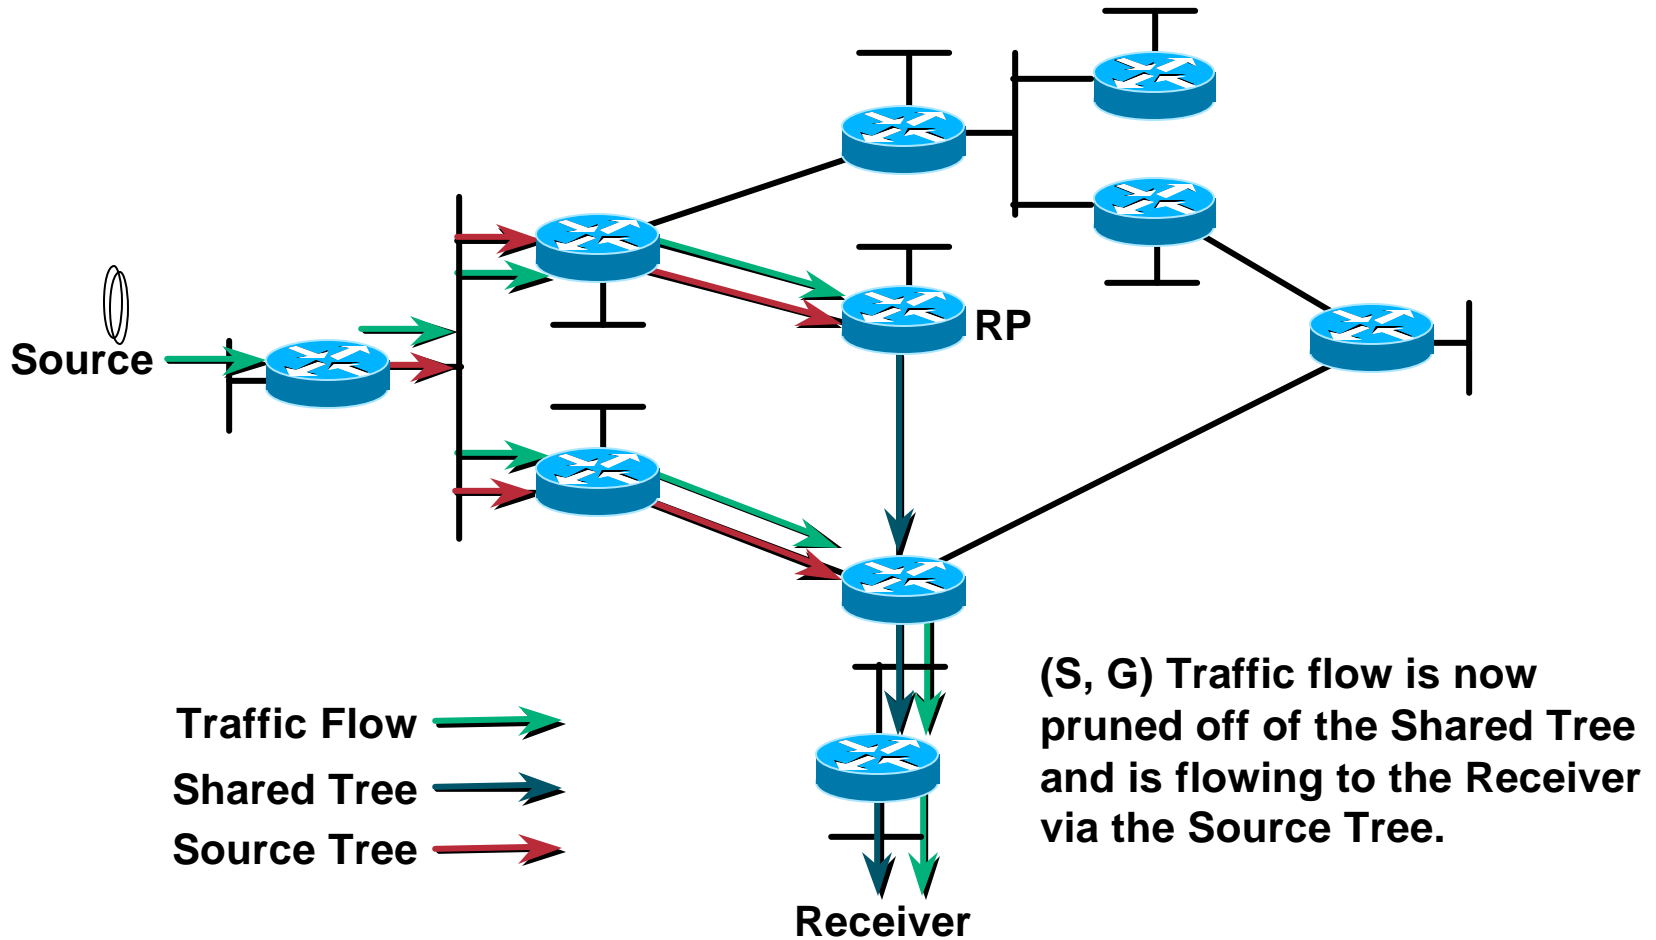 RP
Source
Traffic Flow
Shared Tree
Source Tree
(S, G) Traffic flow is now
pruned off of the Shared Tree
and is flowing to the Receiver
via the Source Tree.
Receiver